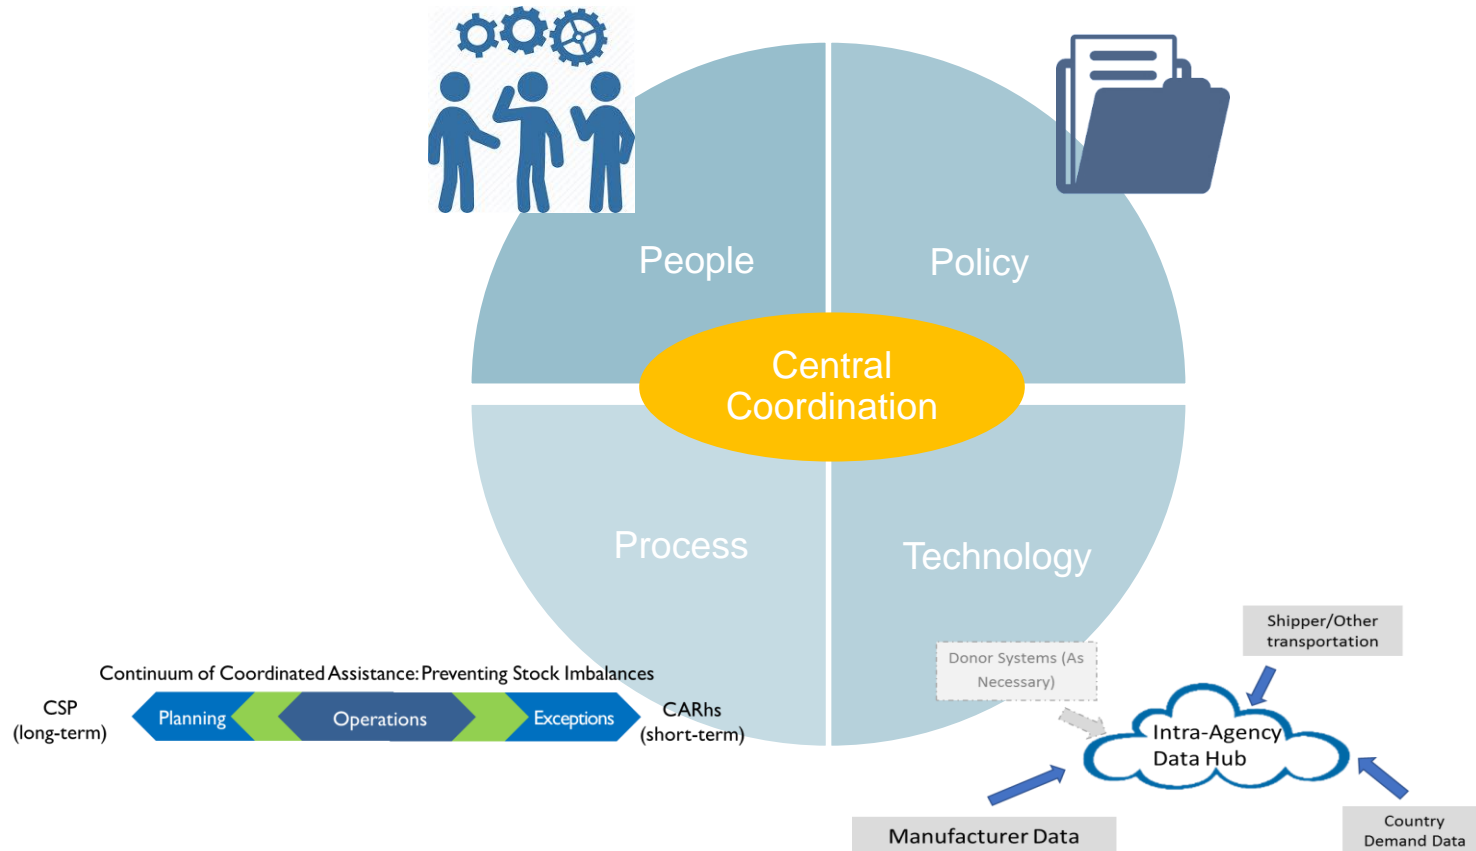 People
Policy
Central
Coordination
Process
Technology
Continuum of Coordinated Assistance: Preventing Stock Imbalances
CSP
(long-term)
Planning
Operations
Exceptions
CARhs
(short-term)
Shipper/Other
transportation
Donor Systems (As
Necessary)
Intra-Agency
Data Hub
Manufacturer Data
Country
Demand Data